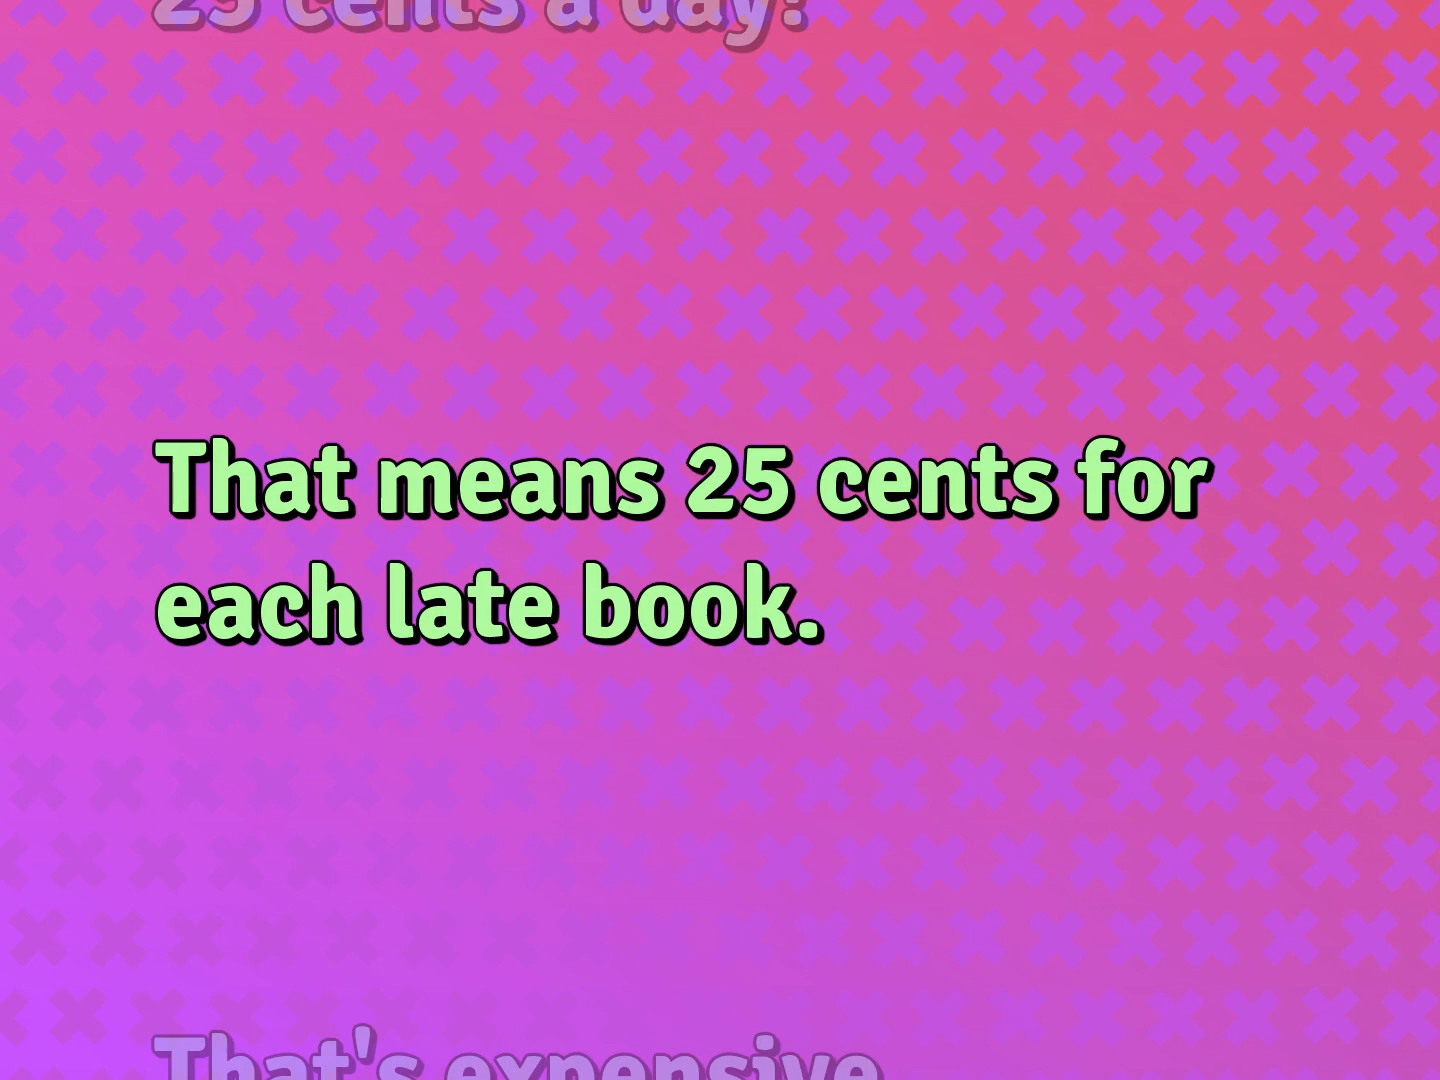 25 cents a day?
That means 25 cents for
each late book.
That's expensive